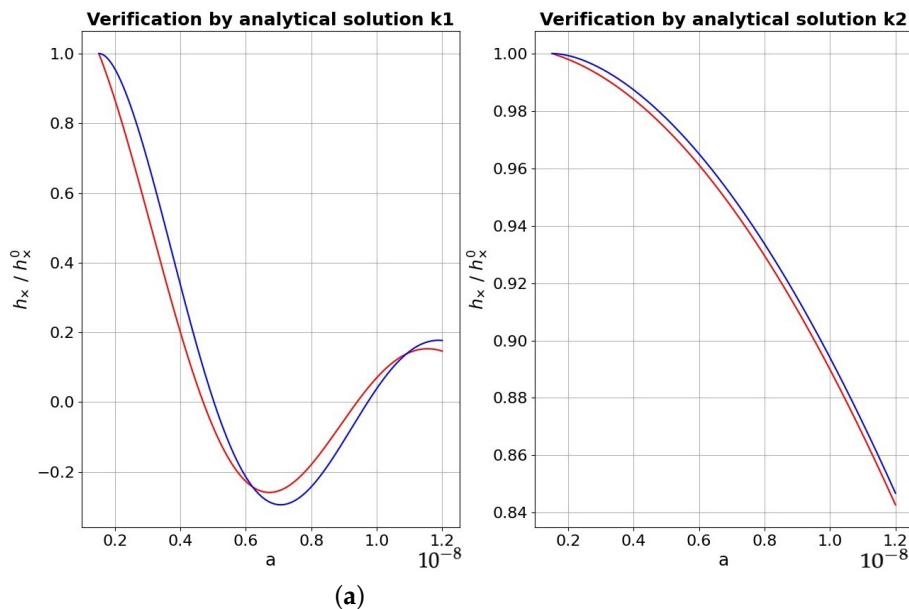 Verification by analytical solution k1
1.0
0.8
0.6
0.4
0.2
0.0
−0.2
h× / h×⁰
0.2 0.4 0.6 0.8 1.0 1.2
a
10⁻⁸
Verification by analytical solution k2
1.00
0.98
0.96
0.94
0.92
0.90
0.88
0.86
0.84
h× / h×⁰
0.2 0.4 0.6 0.8 1.0 1.2
a
10⁻⁸
(a)